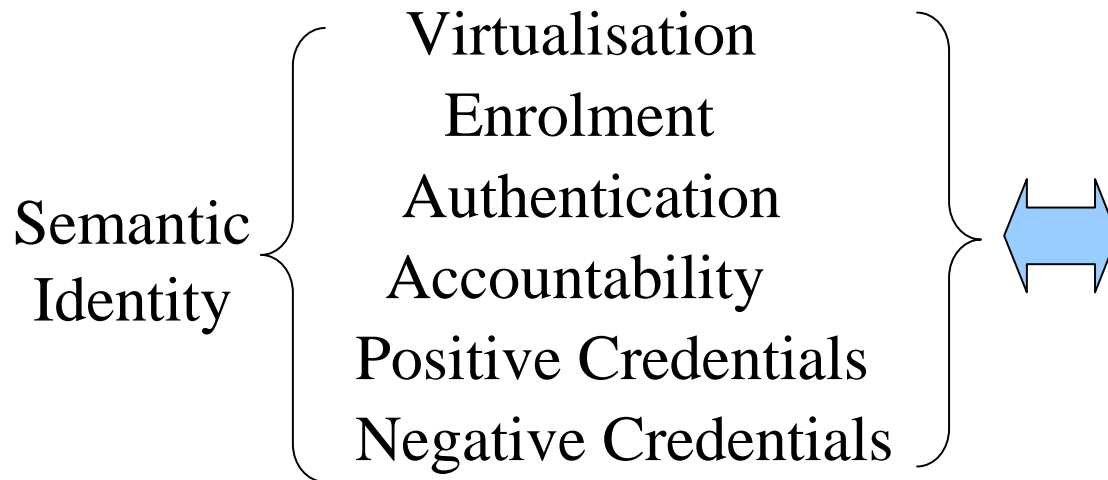 Semantic
Identity
Virtualisation
Enrolment
Authentication
Accountability
Positive Credentials
Negative Credentials